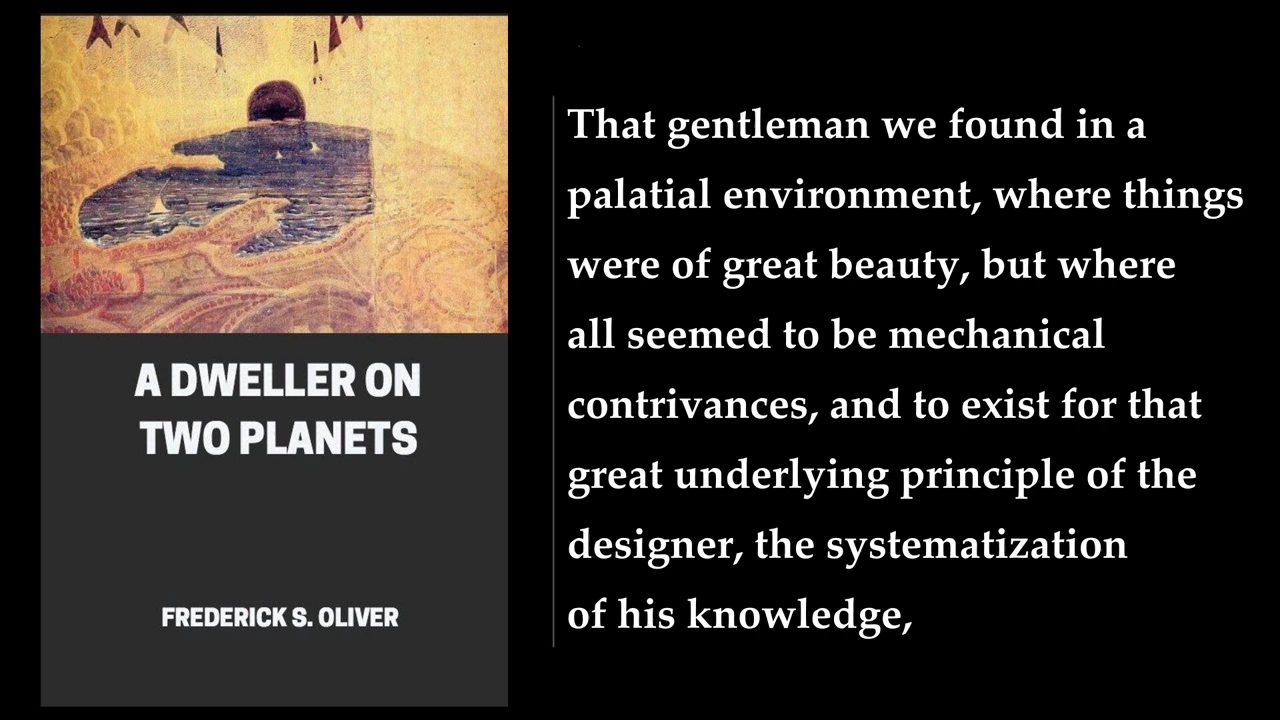 A DWELLER ON
TWO PLANETS
FREDERICK S. OLIVER
That gentleman we found in a
palatial environment, where things
were of great beauty, but where
all seemed to be mechanical
contrivances, and to exist for that
great underlying principle of the
designer, the systematization
of his knowledge,